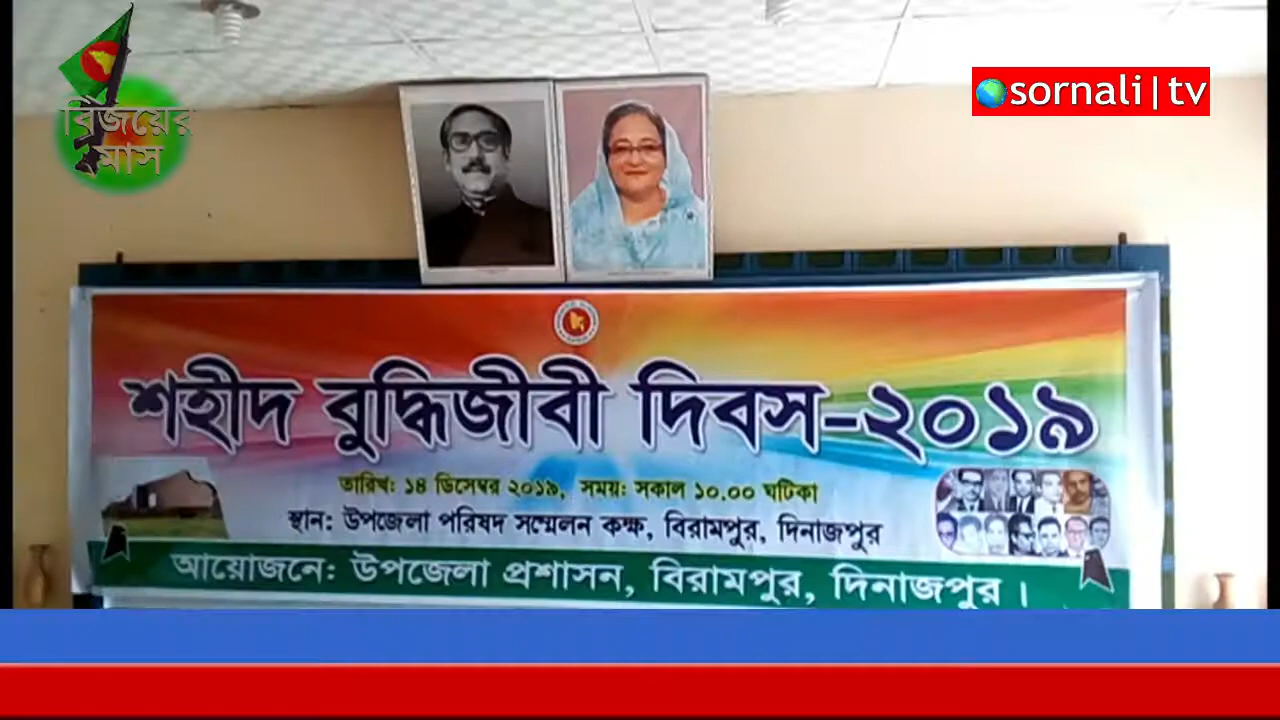 বিজয়ের
মাস
sornali|tv
শহীদ বুদ্ধিজীবী দিবস-২০১৯
তারিখ: ১৪ ডিসেম্বর ২০১৯, সময়: সকাল ১০.০০ ঘটিকা
স্থান: উপজেলা পরিষদ সম্মেলন কক্ষ, বিরামপুর, দিনাজপুর
আয়োজনে: উপজেলা প্রশাসন, বিরামপুর, দিনাজপুর।